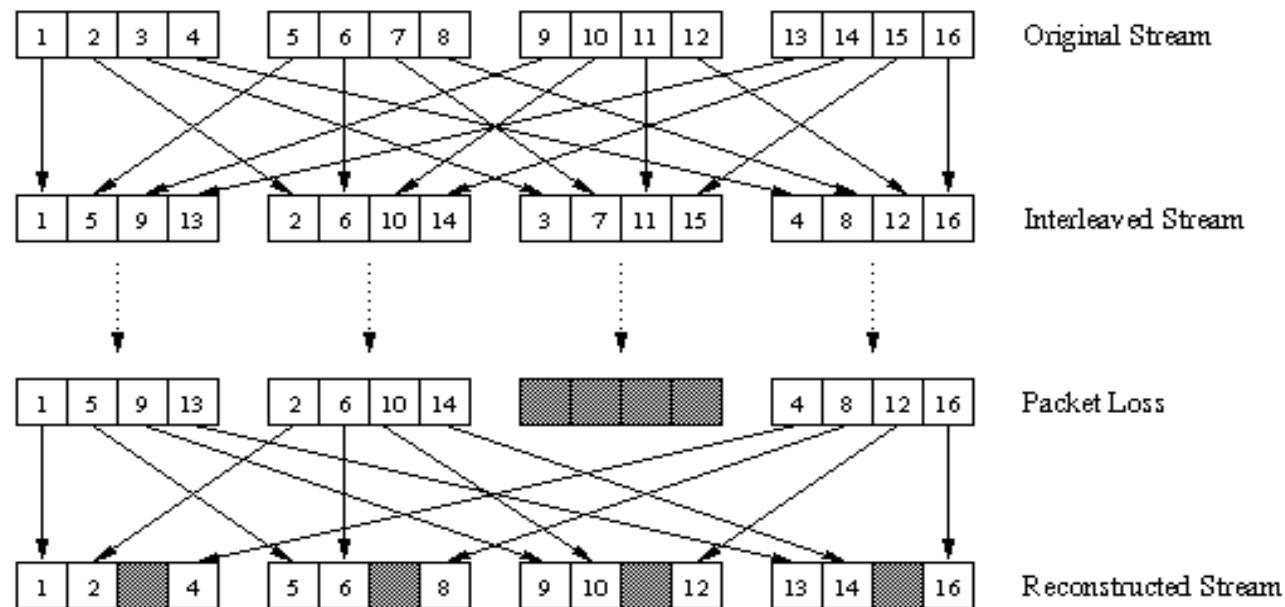 1 2 3 4 5 6 7 8 9 10 11 12 13 14 15 16 Original Stream
1 5 9 13 2 6 10 14 3 7 11 15 4 8 12 16 Interleaved Stream
1 5 9 13 2 6 10 14 4 8 12 16 Packet Loss
1 2 4 5 6 8 9 10 12 13 14 16 Reconstructed Stream